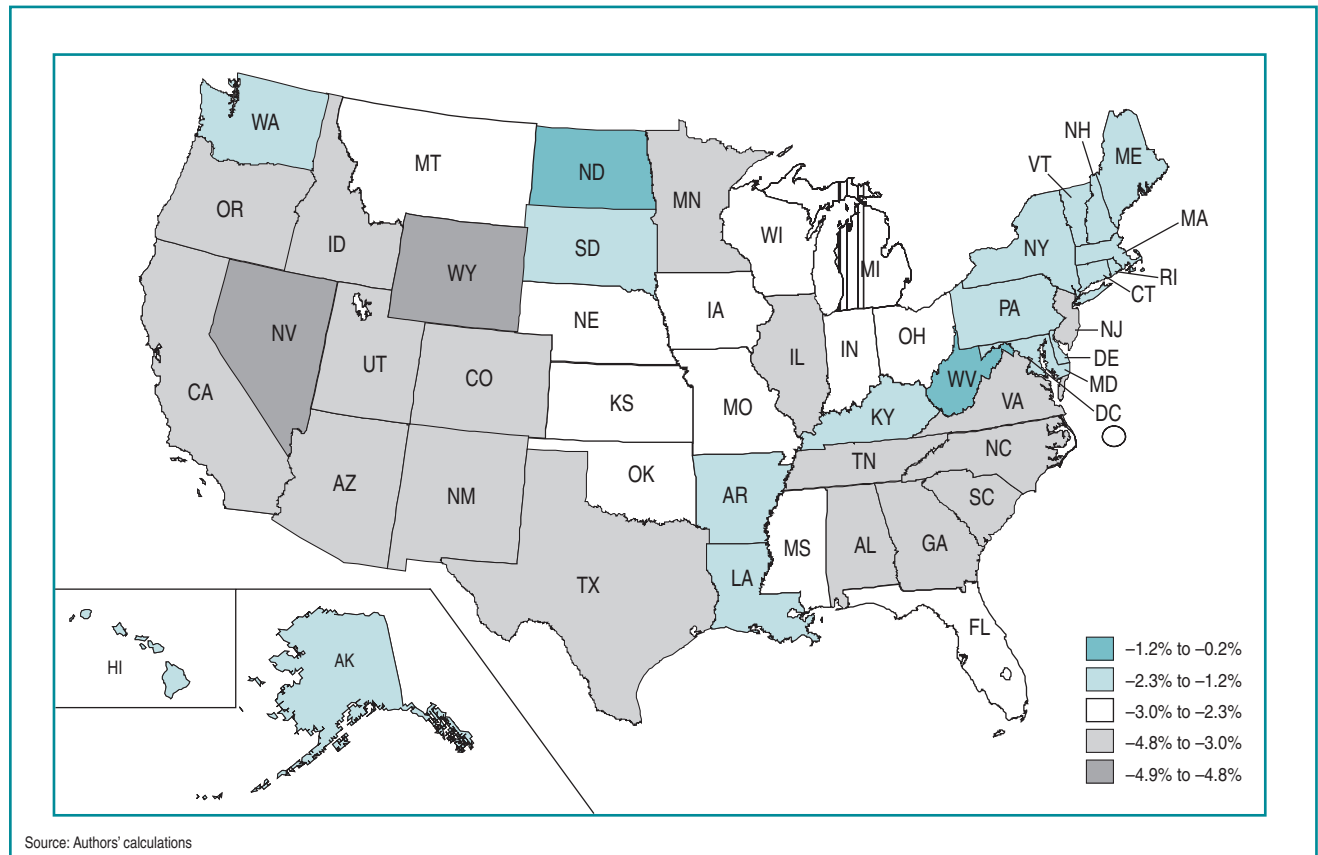 WA
MT
ND
MN
OR
ID
WY
SD
WI
MI
NH
VT
ME
NY
MA
RI
CT
NV
UT
CO
NE
IA
IL
IN
OH
PA
NJ
DE
MD
DC
CA
KS
MO
KY
WV
VA
AZ
NM
OK
AR
TN
NC
SC
TX
LA
MS
AL
GA
FL
HI
AK
–1.2% to –0.2%
–2.3% to –1.2%
–3.0% to –2.3%
–4.8% to –3.0%
–4.9% to –4.8%
Source: Authors' calculations